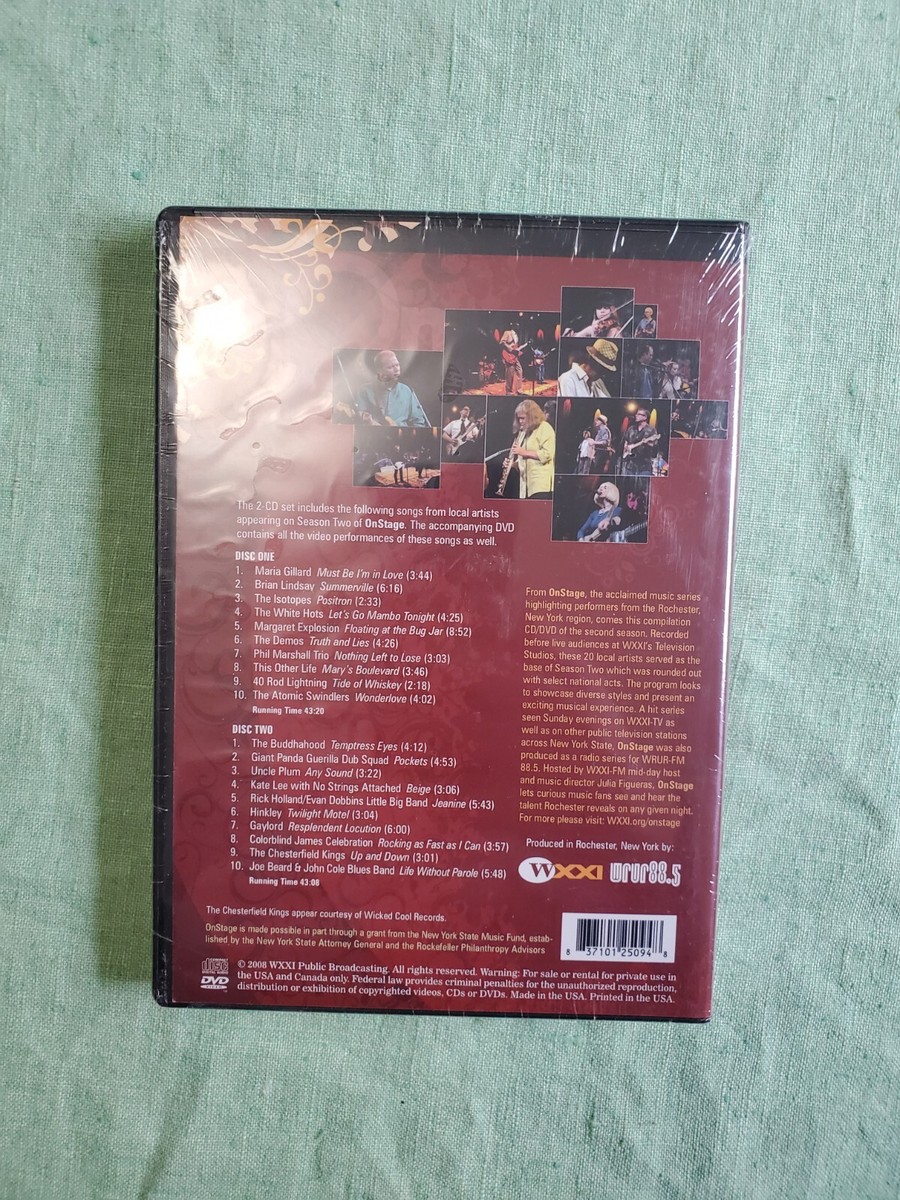 The 2-CD set includes the following songs from local artists
appearing on Season Two of OnStage. The accompanying DVD
contains all the video performances of these songs as well.
DISC ONE
1. Maria Gillard Must Be I'm in Love (3:44)
2. Brian Lindsay Summerville (6:16)
3. The Isotopes Positron (2:33)
4. The White Hots Let's Go Mambo Tonight (4:25)
5. Margaret Explosion Floating at the Bug Jar (8:52)
6. The Demos Truth and Lies (4:26)
7. Phil Marshall Trio Nothing Left to Lose (3:03)
8. This Other Life Mary's Boulevard (3:46)
9. 40 Rod Lightning Tide of Whiskey (2:18)
10. The Atomic Swindlers Wonderlove (4:02)
Running Time 43:20
DISC TWO
1. The Buddhahood Temptress Eyes (4:12)
2. Giant Panda Guerilla Dub Squad Pockets (4:53)
3. Uncle Plum Any Sound (3:22)
4. Kate Lee with No Strings Attached Beige (3:06)
5. Rick Holland/Evan Dobbins Little Big Band Jeanine (5:43)
6. Hinkley Twilight Motel (3:04)
7. Gaylord Resplendent Locution (6:00)
8. Colorblind James Celebration Rocking as Fast as I Can (3:57)
9. The Chesterfield Kings Up and Down (3:01)
10. Joe Beard & John Cole Blues Band Life Without Parole (5:48)
Running Time 43:08
From OnStage, the acclaimed music series
highlighting performers from the Rochester,
New York region, comes this compilation
CD/DVD of the second season. Recorded
before live audiences at WXXI's Television
Studios, these 20 local artists served as the
base of Season Two which was rounded out
with select national acts. The program looks
to showcase diverse styles and present an
exciting musical experience. A hit series
seen Sunday evenings on WXXI-TV as
well as on other public television stations
across New York State, OnStage was also
produced as a radio series for WRUR-FM
88.5. Hosted by WXXI-FM mid-day host
and music director Julia Figueras, OnStage
lets curious music fans see and hear the
talent Rochester reveals on any given night.
For more please visit: WXXI.org/onstage
Produced in Rochester, New York by:
WXXI wrur88.5
The Chesterfield Kings appear courtesy of Wicked Cool Records.
OnStage is made possible in part through a grant from the New York State Music Fund, estab-
lished by the New York State Attorney General and the Rockefeller Philanthropy Advisors
8 37101 25094 8
disc
DIGITAL AUDIO
DVD
VIDEO
© 2008 WXXI Public Broadcasting. All rights reserved. Warning: For sale or rental for private use in
the USA and Canada only. Federal law provides criminal penalties for the unauthorized reproduction,
distribution or exhibition of copyrighted videos, CDs or DVDs. Made in the USA. Printed in the USA.